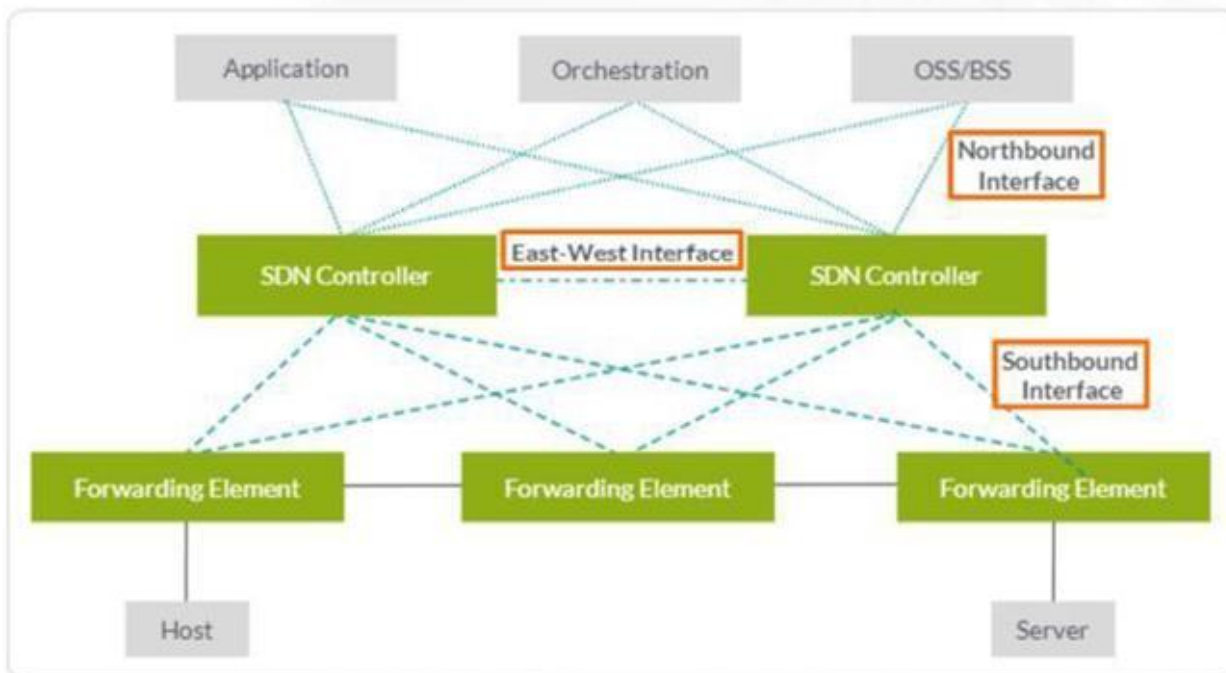 Application
Orchestration
OSS/BSS
Northbound
Interface
East-West Interface
SDN Controller
SDN Controller
Southbound
Interface
Forwarding Element
Forwarding Element
Forwarding Element
Host
Server